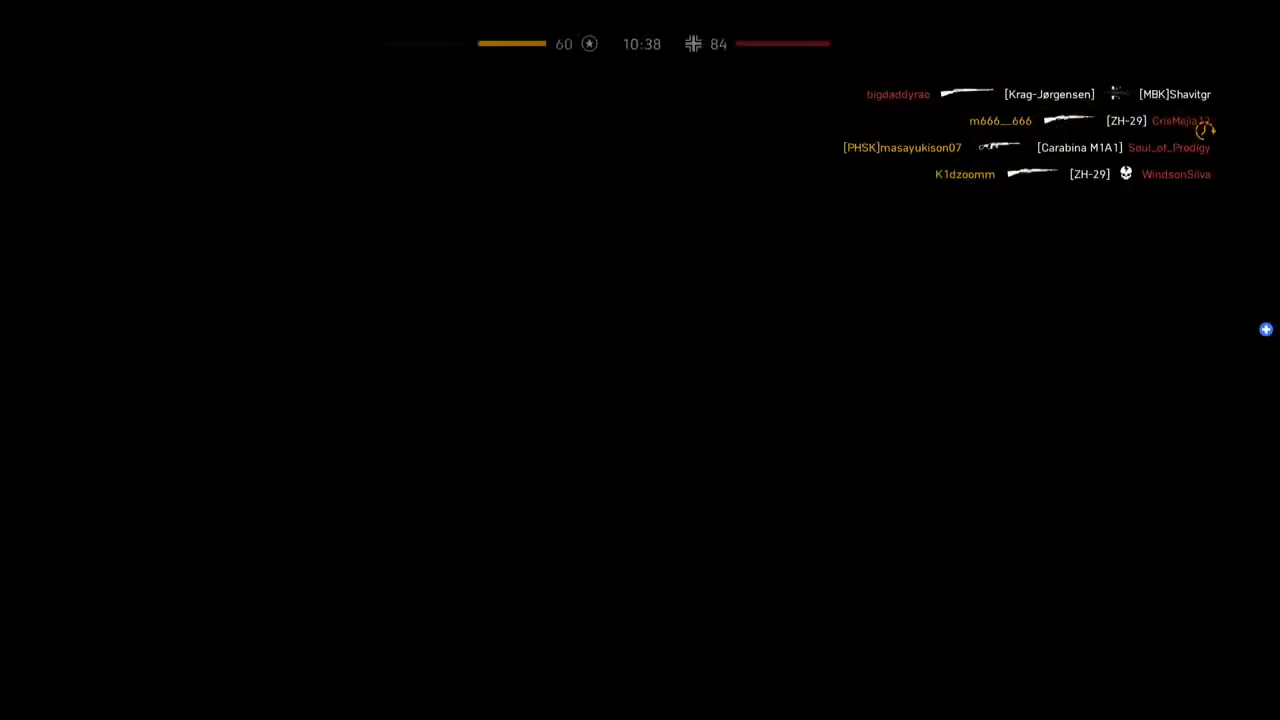 60 10:38 84
bigdaddyrao [Krag-Jørgensen] [MBK]Shavitgr
m666__666 [ZH-29] CrisMejia12
[PHSK]masayukison07 [Carabina M1A1] Soul_of_Prodigy
K1dzoomm [ZH-29] WindsonSilva